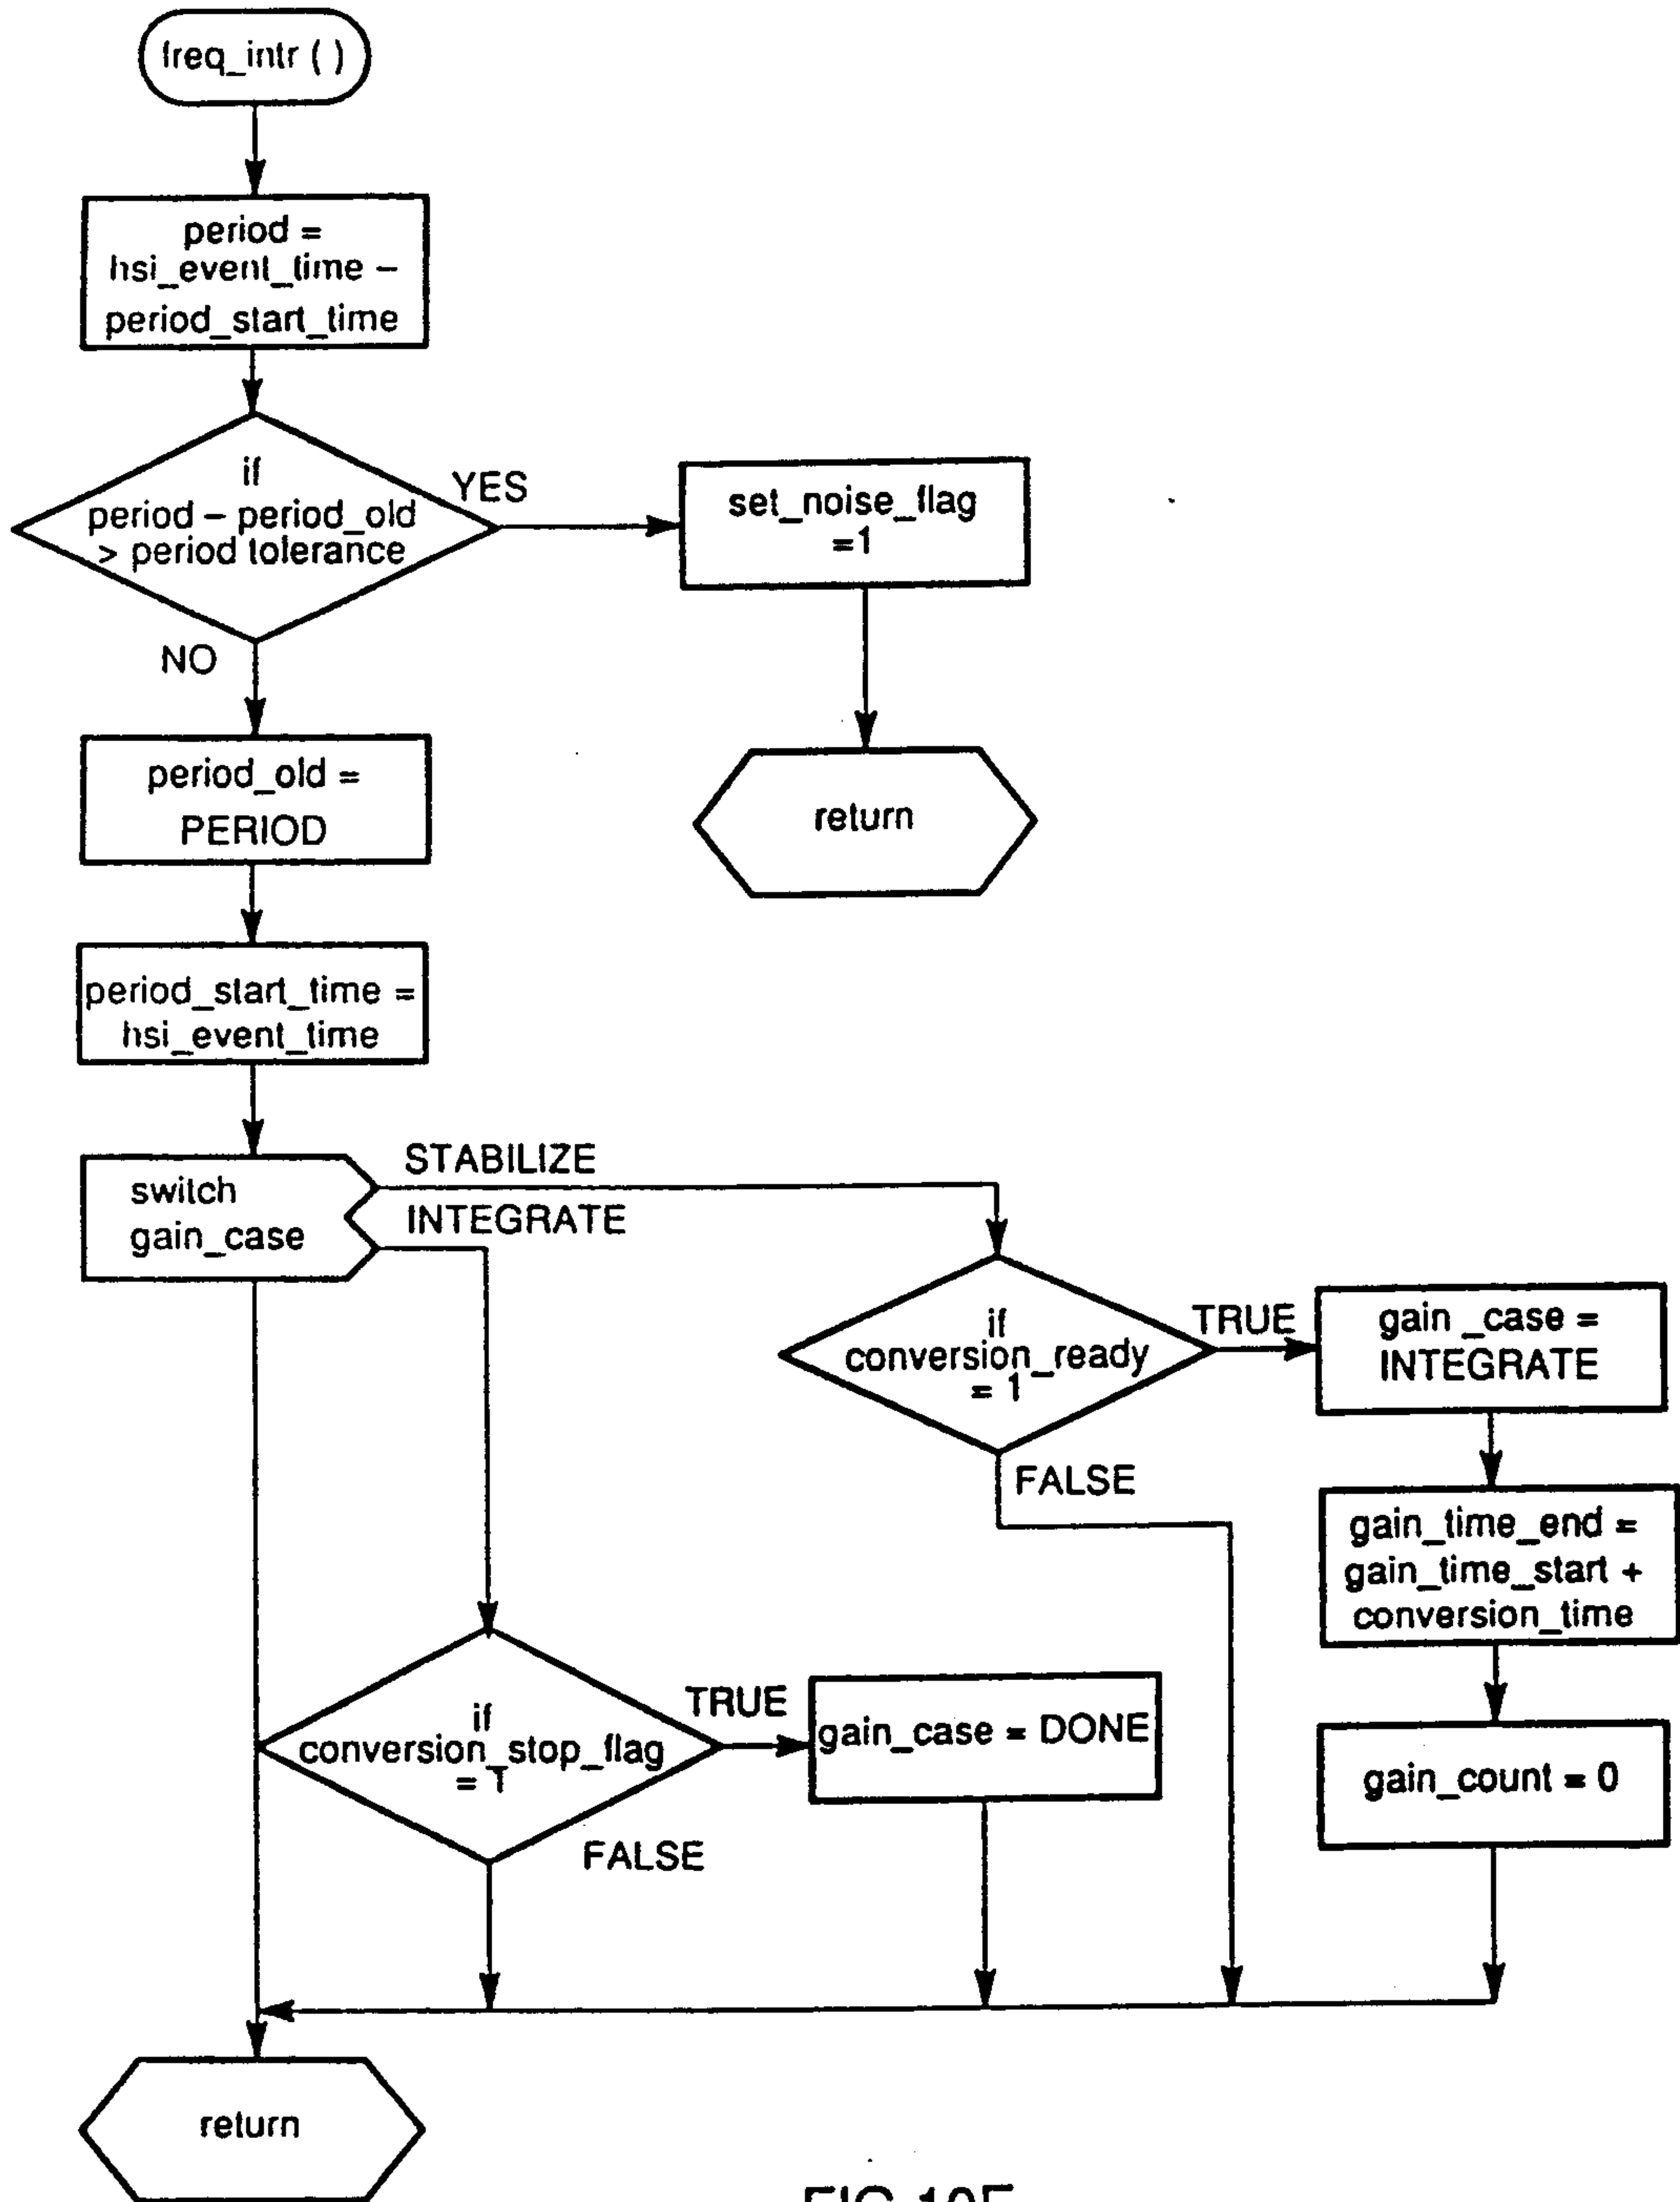 freq_intr ( )
period =
hsi_event_time –
period_start_time
if
period – period_old
> period tolerance
YES
set_noise_flag
=1
return
NO
period_old =
PERIOD
period_start_time =
hsi_event_time
switch
gain_case
STABILIZE
INTEGRATE
if
conversion_ready
= 1
TRUE
gain _case =
INTEGRATE
FALSE
gain_time_end =
gain_time_start +
conversion_time
gain_count = 0
if
conversion_stop_flag
= 1
TRUE
gain_case = DONE
FALSE
return